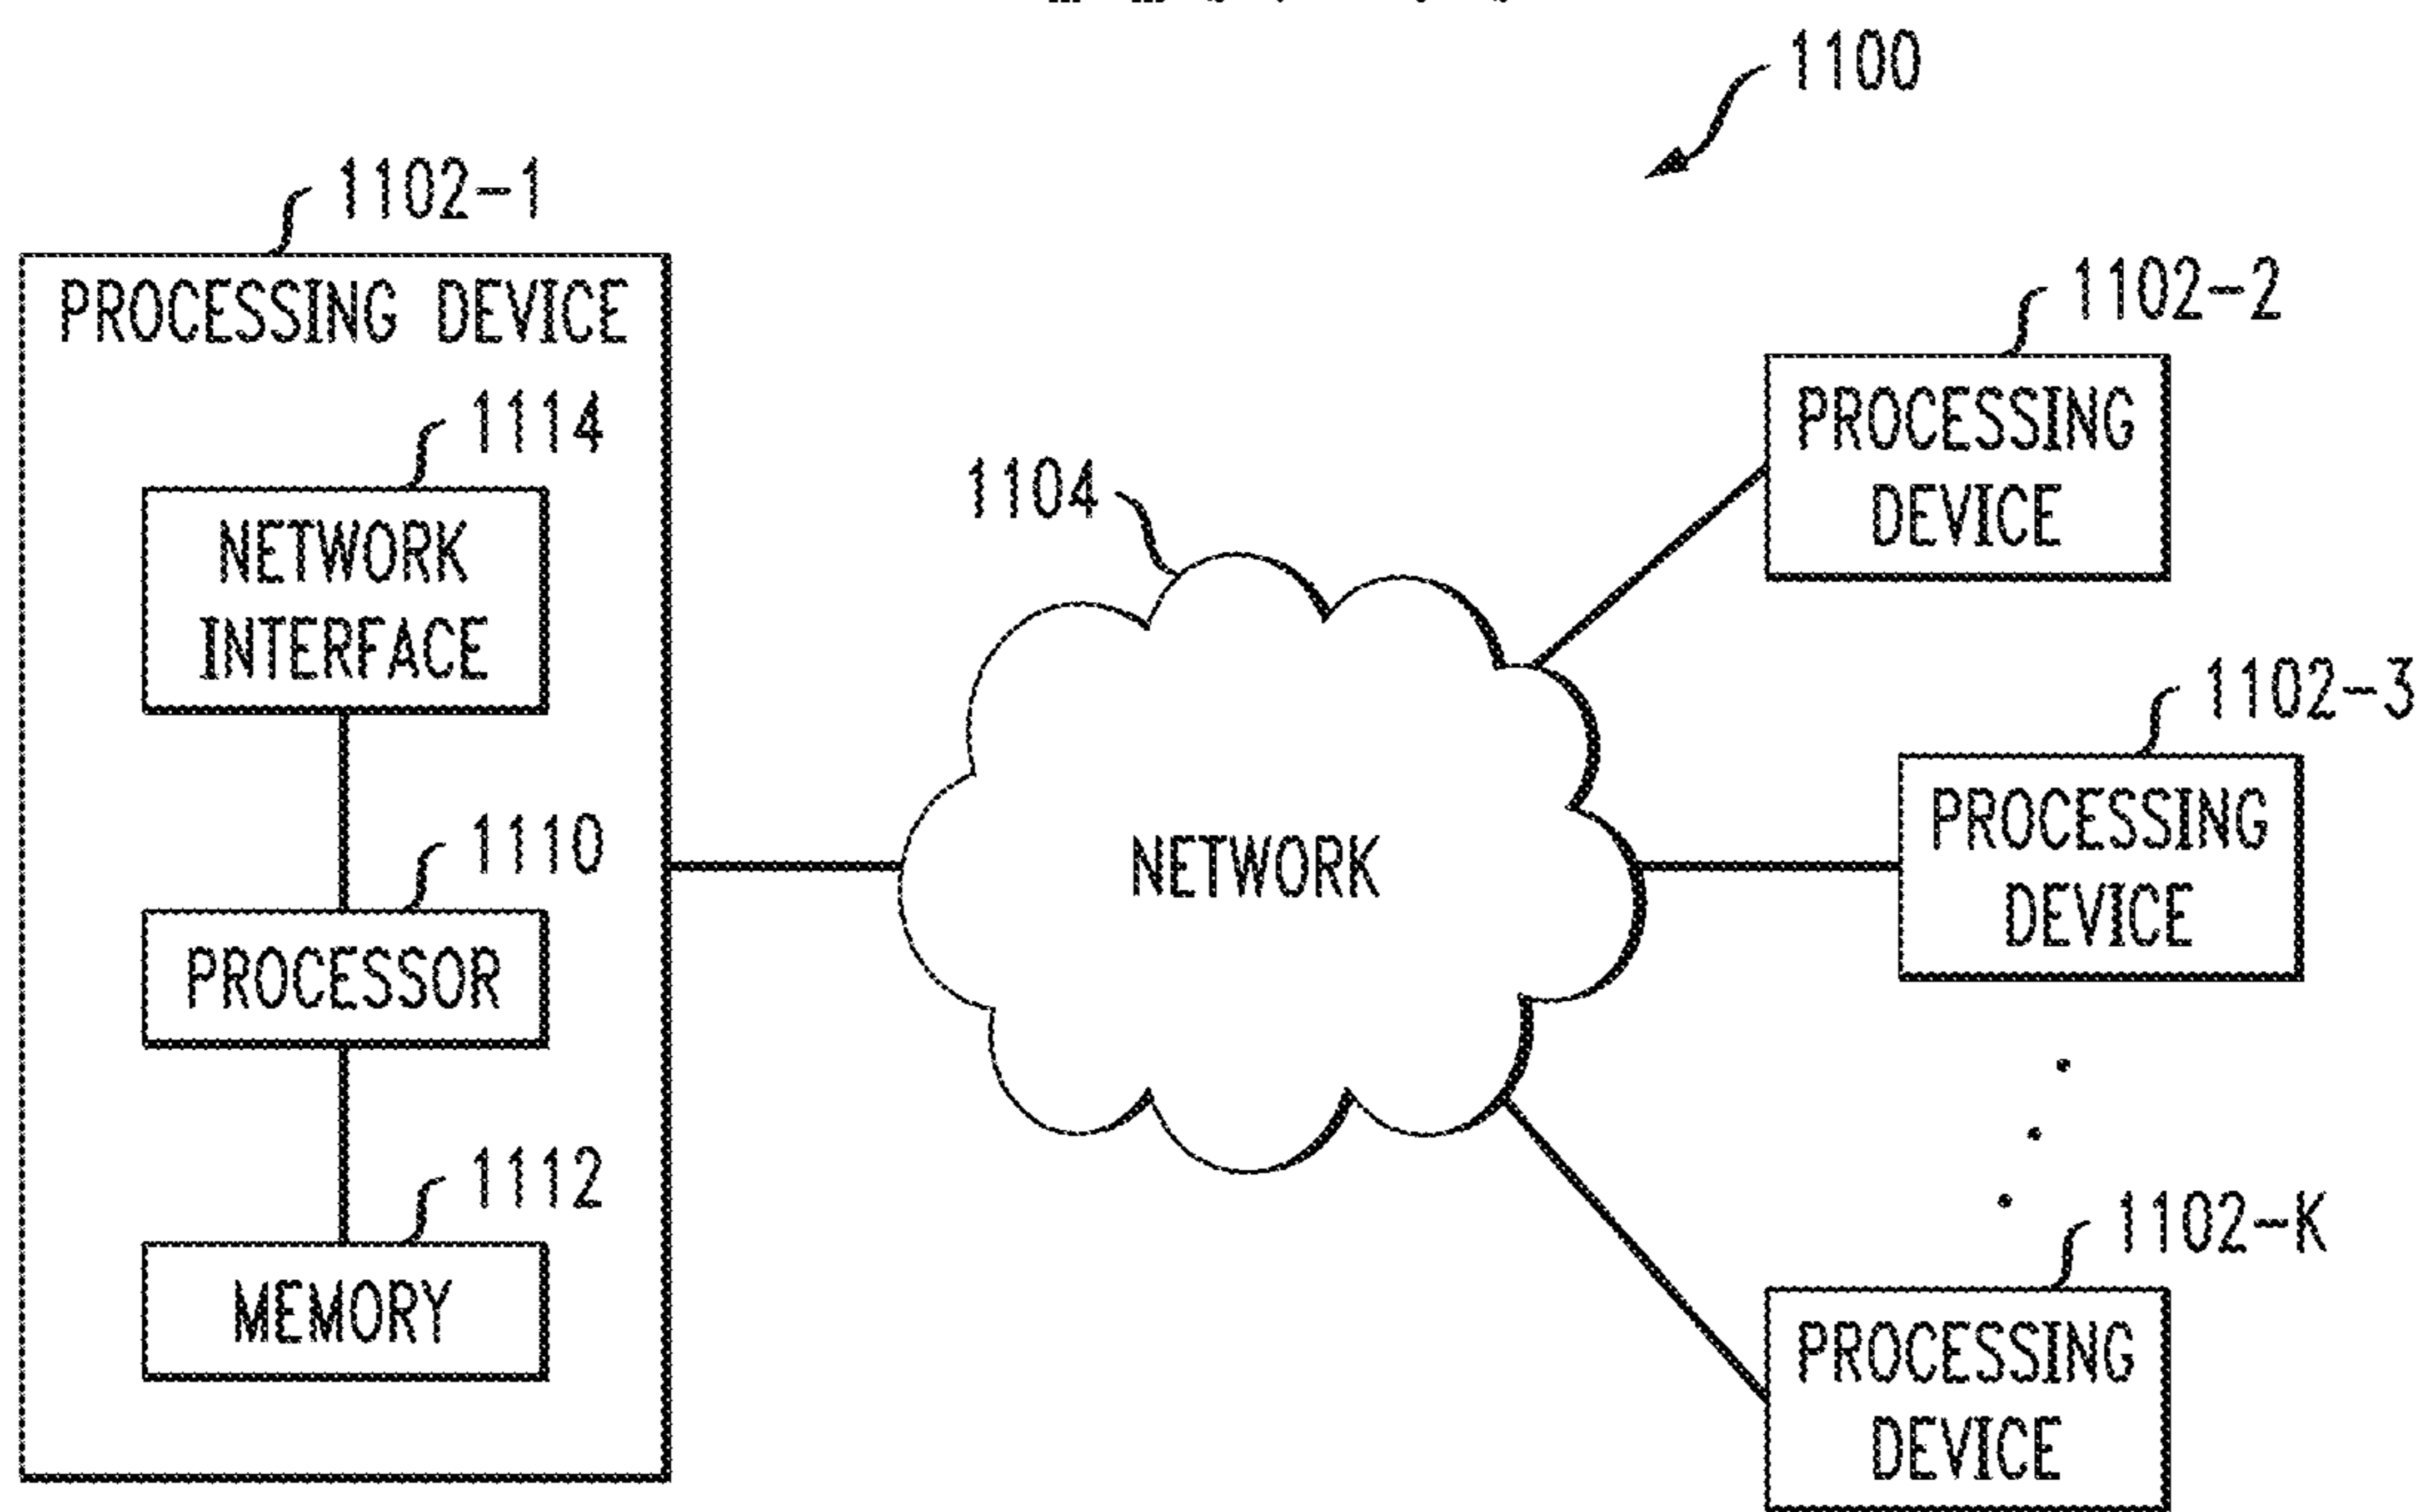 1100
1102-1
PROCESSING DEVICE
1114
NETWORK
INTERFACE
1110
PROCESSOR
1112
MEMORY
1104
NETWORK
1102-2
PROCESSING
DEVICE
1102-3
PROCESSING
DEVICE
1102-K
PROCESSING
DEVICE